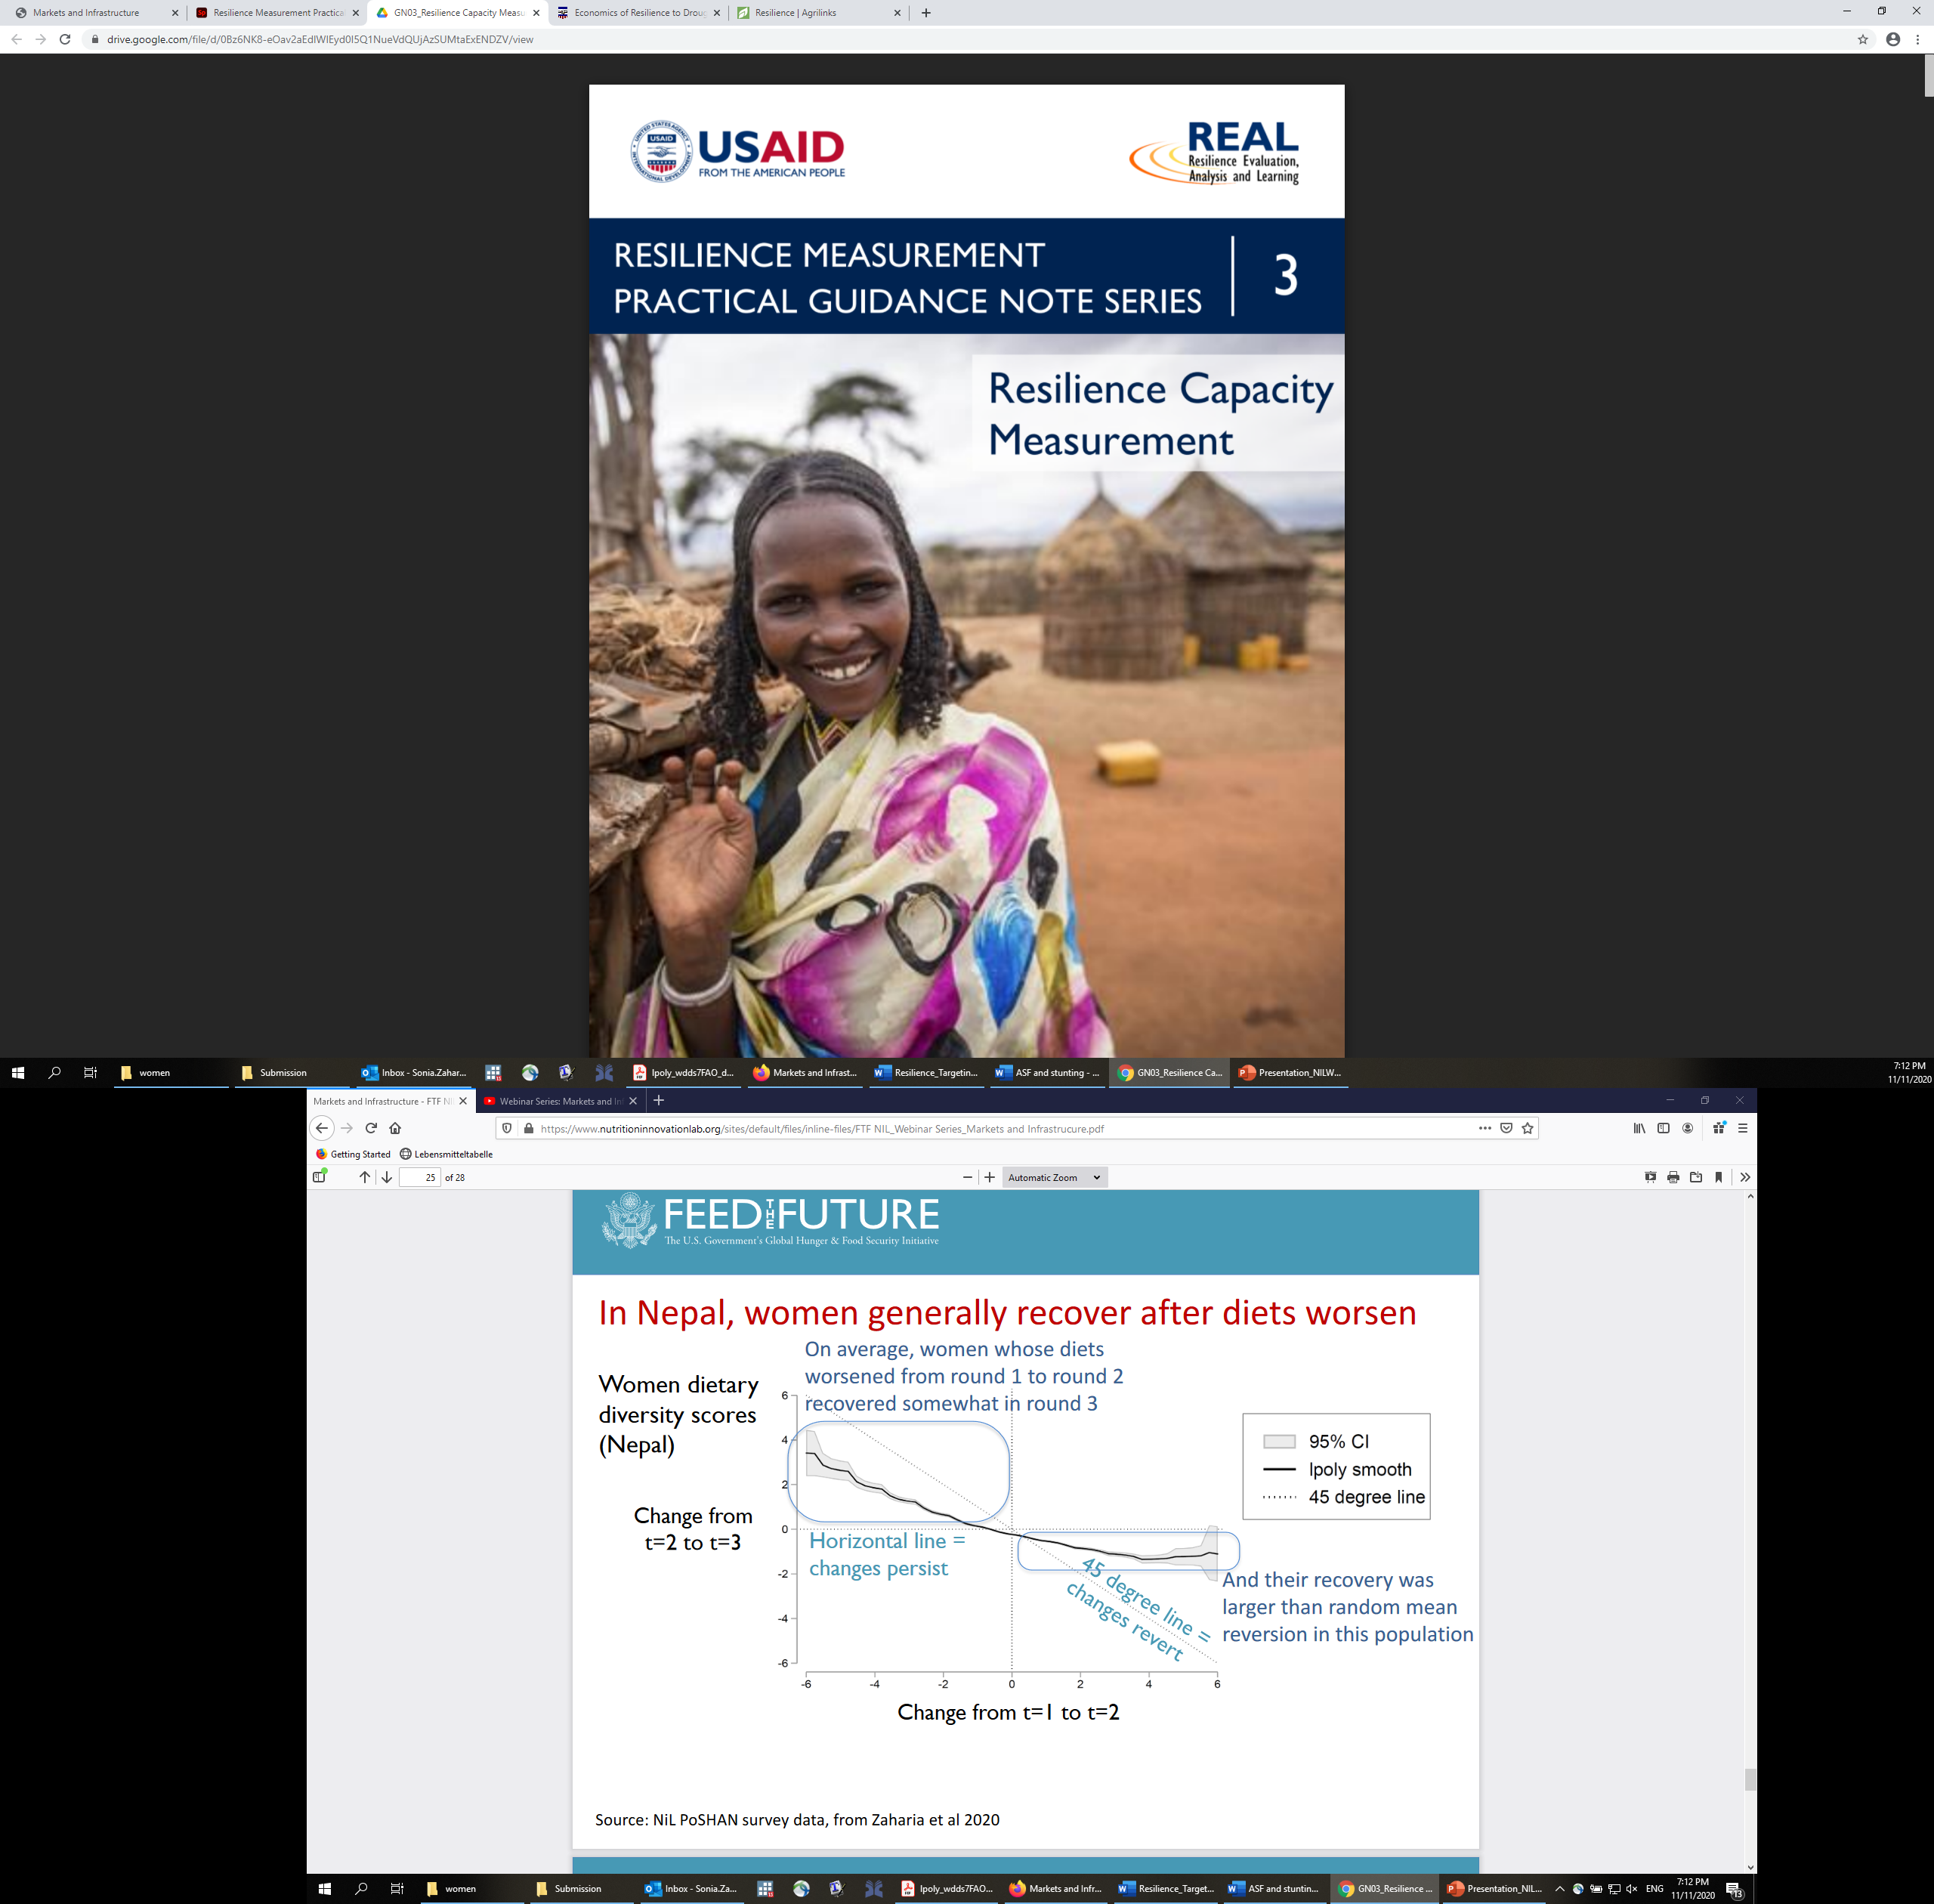 Markets and Infrastructure
Resilience Measurement Practica
GN03_Resilience Capacity Measu
Economics of Resilience to Droug
Resilience | Agrilinks
drive.google.com/file/d/0Bz6NK8-eOav2aEdIWlEyd0I5Q1NueVdQUjAzSUMtaExENDZV/view
UNITED STATES AGENCY
INTERNATIONAL DEVELOPMENT
USAID
USAID
FROM THE AMERICAN PEOPLE
REAL
Resilience Evaluation,
Analysis and Learning
RESILIENCE MEASUREMENT
PRACTICAL GUIDANCE NOTE SERIES
3
Resilience Capacity
Measurement
women
Submission
Inbox - Sonia.Zahar...
lpoly_wdds7FAO_d...
Markets and Infrast...
Resilience_Targetin...
ASF and stunting - ...
GN03_Resilience Ca...
Presentation_NILW...
7:12 PM
11/11/2020
Markets and Infrastructure - FTF NI
Webinar Series: Markets and In
https://www.nutritioninnovationlab.org/sites/default/files/inline-files/FTF NIL_Webinar Series_Markets and Infrastrucure.pdf
Getting Started
Lebensmitteltabelle
25
of 28
Automatic Zoom
FEED THE FUTURE
The U.S. Government's Global Hunger & Food Security Initiative
In Nepal, women generally recover after diets worsen
On average, women whose diets
worsened from round 1 to round 2
recovered somewhat in round 3
Women dietary
diversity scores
(Nepal)
Change from
t=2 to t=3
6
4
2
0
-2
-4
-6
95% CI
lpoly smooth
45 degree line
Horizontal line =
changes persist
45 degree line =
changes revert
And their recovery was
larger than random mean
reversion in this population
-6
-4
-2
0
2
4
6
Change from t=1 to t=2
Source: NiL PoSHAN survey data, from Zaharia et al 2020
women
Submission
Inbox - Sonia.Za...
lpoly_wdds7FAO...
Markets and Infr...
Resilience_Target...
ASF and stuntin...
GN03_Resilience ...
Presentation_NIL...
ENG
7:12 PM
11/11/2020
13